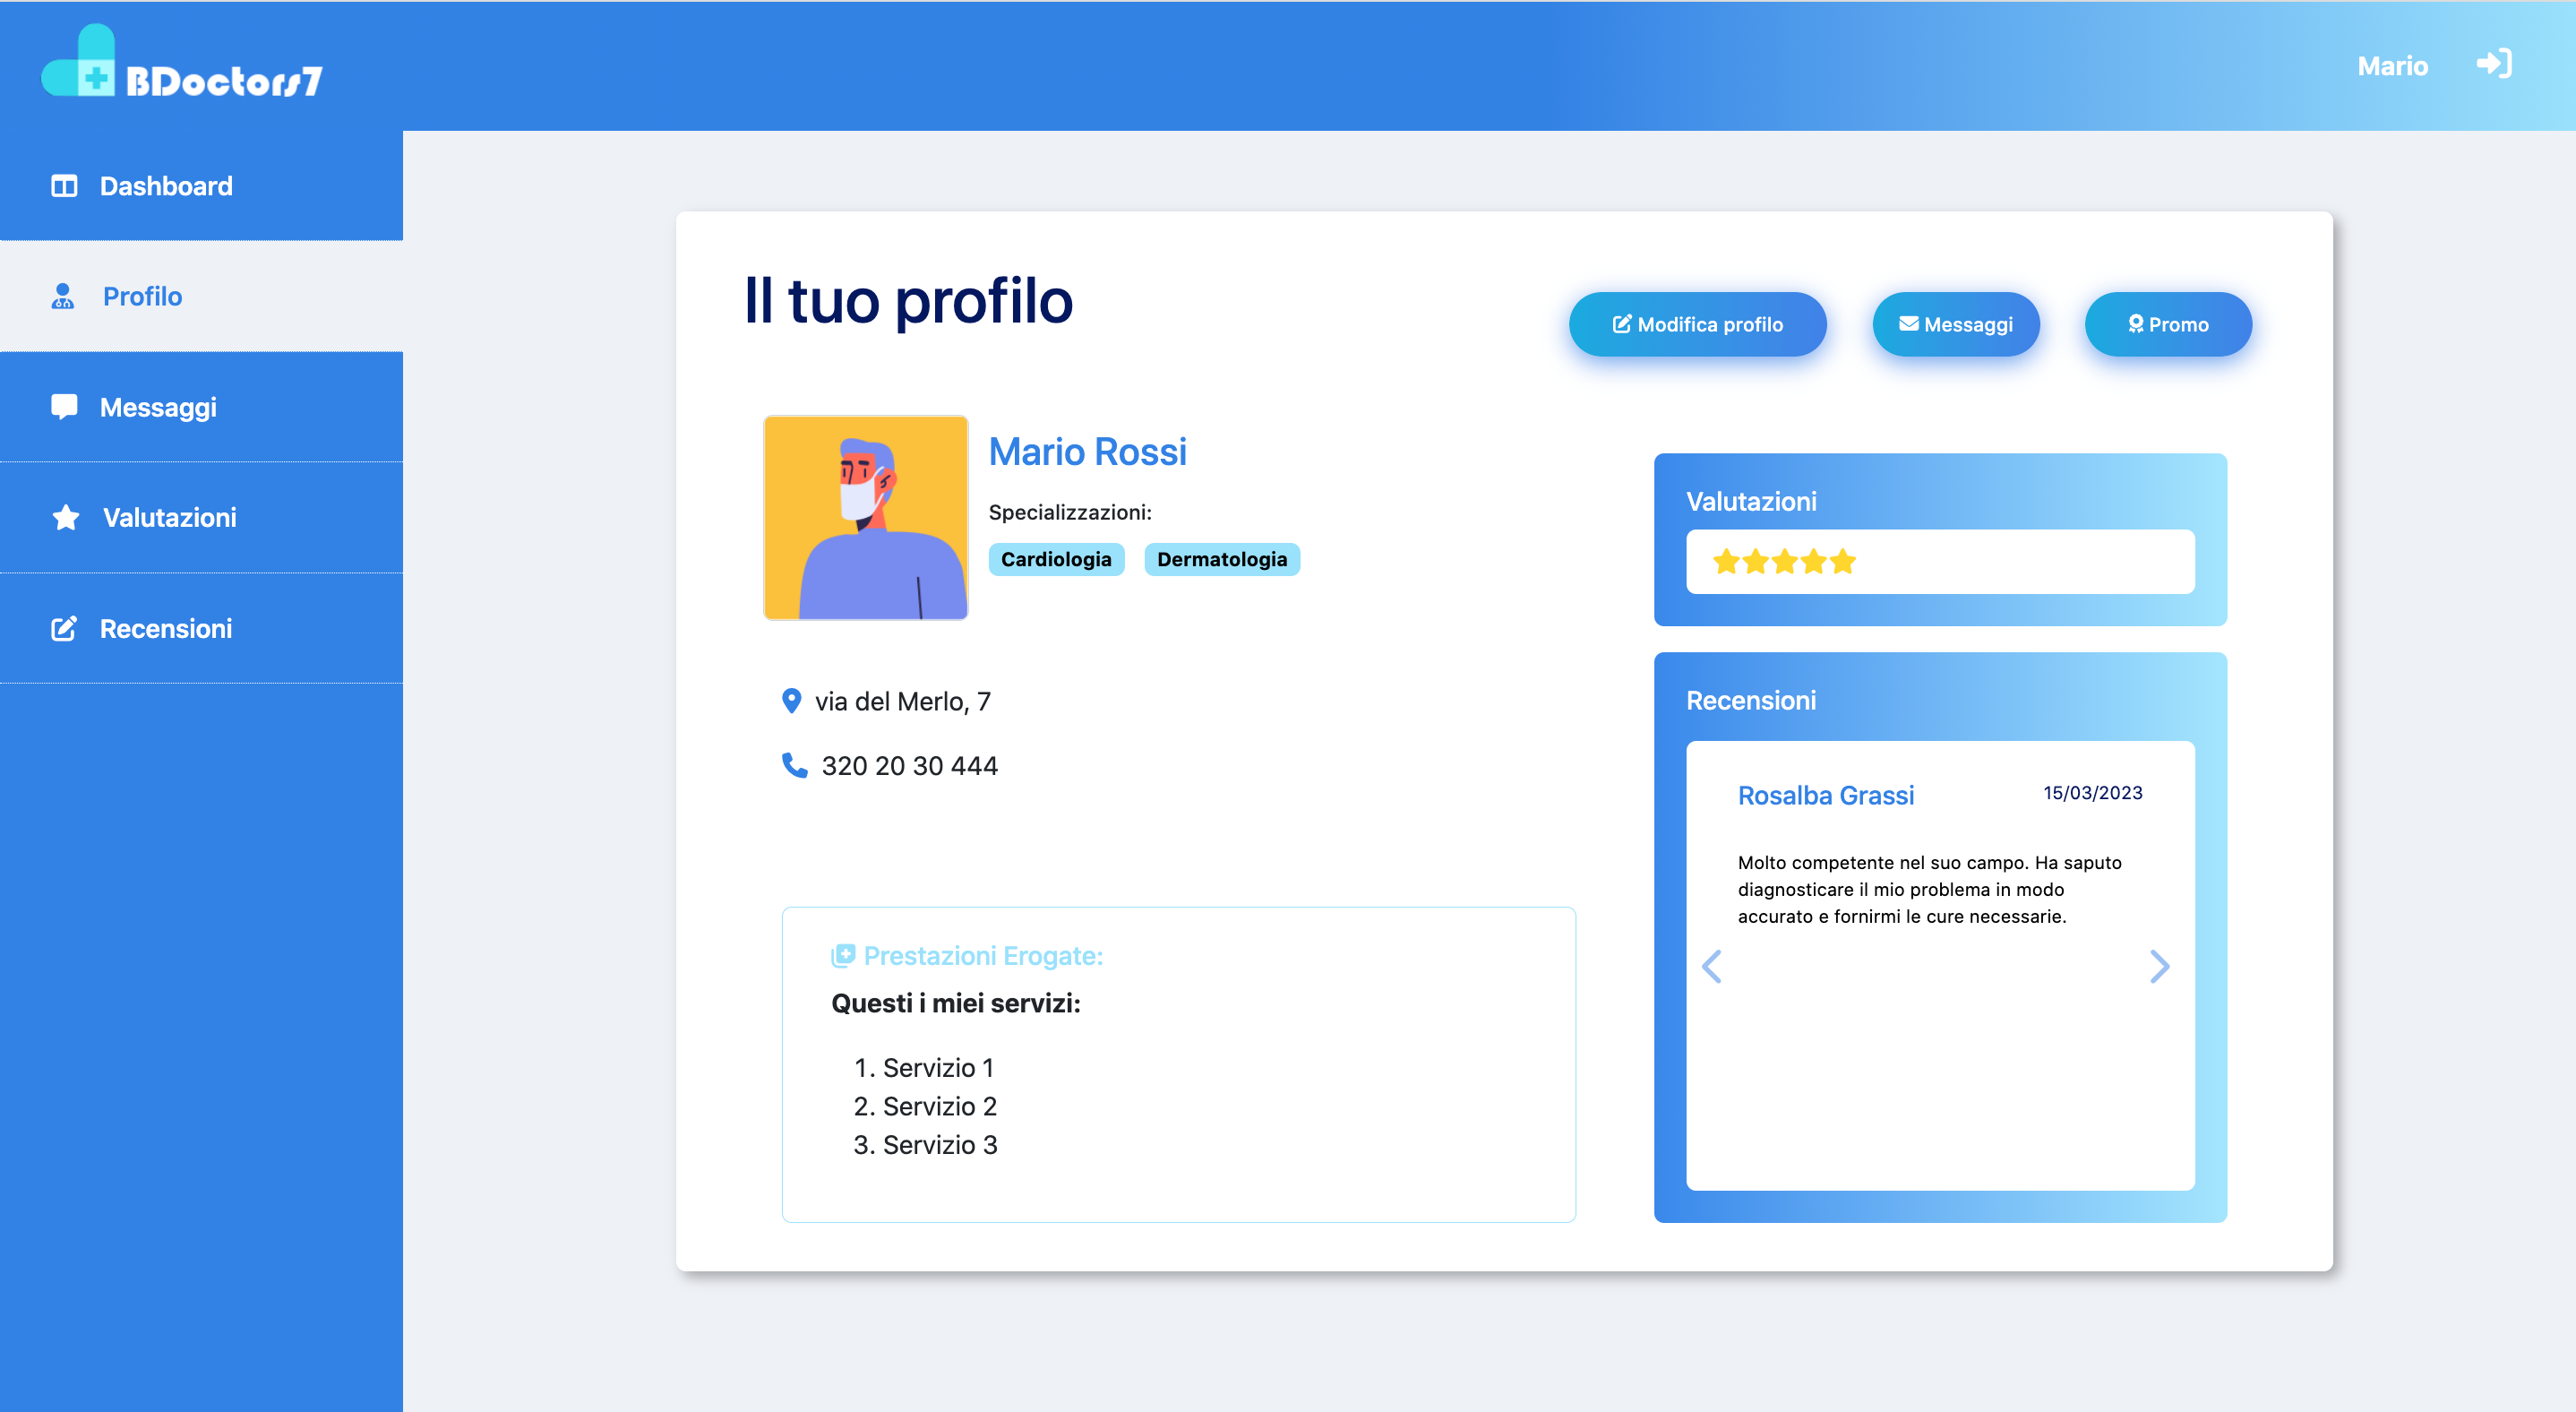 BDoctors7
Mario
Dashboard
Profilo
Messaggi
Valutazioni
Recensioni
Il tuo profilo
Modifica profilo
Messaggi
Promo
Mario Rossi
Specializzazioni:
Cardiologia
Dermatologia
via del Merlo, 7
320 20 30 444
Prestazioni Erogate:
Questi i miei servizi:
1. Servizio 1
2. Servizio 2
3. Servizio 3
Valutazioni
Recensioni
Rosalba Grassi
15/03/2023
Molto competente nel suo campo. Ha saputo
diagnosticare il mio problema in modo
accurato e fornirmi le cure necessarie.